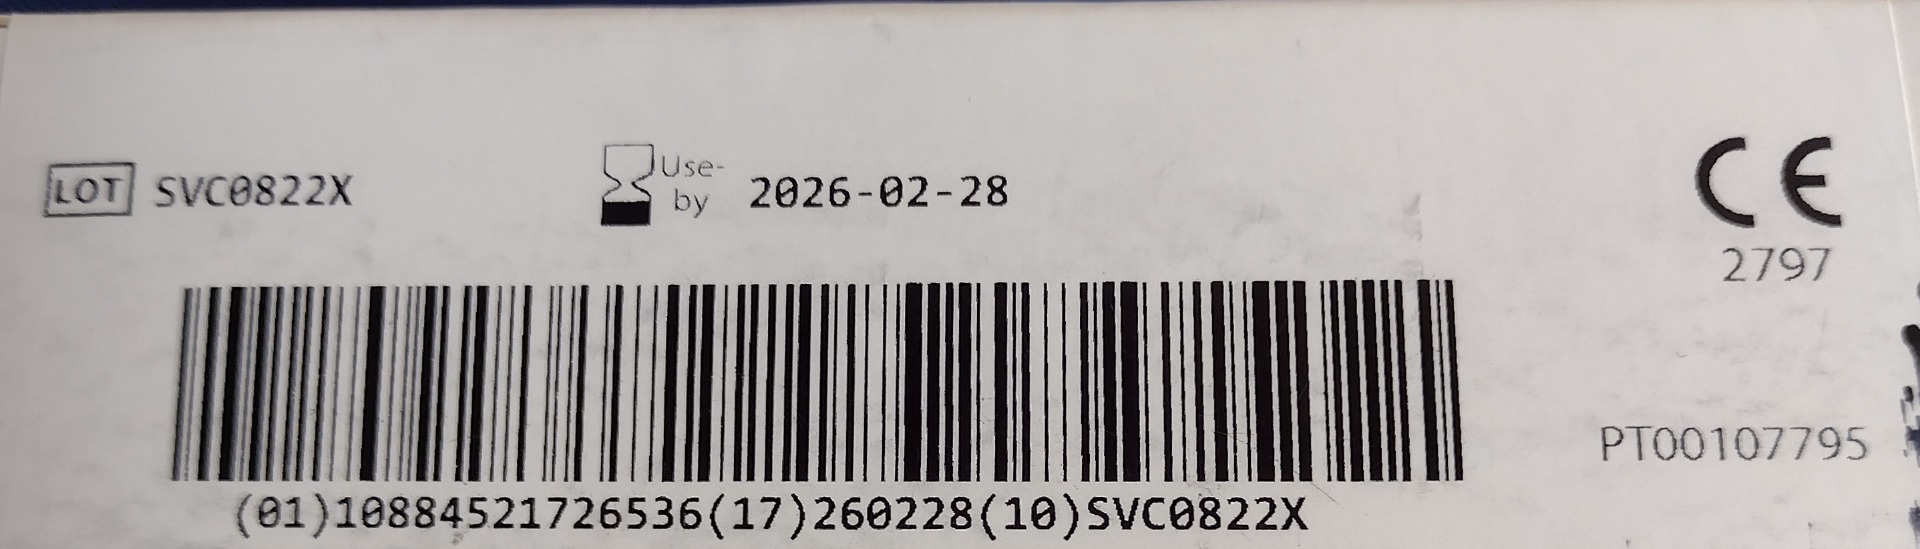 LOT SVC0822X Use-by 2026-02-28 CE
2797
PT00107795
(01)10884521726536(17)260228(10)SVC0822X